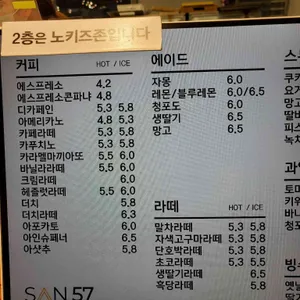 2층은 노키즈존입니다
커피 HOT / ICE
에스프레소 4,2
에스프레소콘파냐 4,8
디카페인 5,3 5,8
아메리카노 4,8 5,3
카페라떼 5,3 5,8
카푸치노 5,3 5,8
카라멜마끼아또 5,5 6,0
바닐라라떼 5,5 6,0
크림라떼 6,0
헤즐럿라떼 5,5 6,0
더치 5,8
더치라떼 6,3
아포카토 6,0
아인슈페너 6,5
아샷추 5,8
SAN 57
에이드
자몽 6,0
레몬/블루레몬 6,0/6,5
청포도 6,0
생딸기 6,5
망고 6,5
라떼 HOT / ICE
말차라떼 5,3 5,8
자색고구마라떼 5,3 5,8
단호박라떼 5,3 5,8
초코라떼 5,3 5,5
생딸기라떼 6,5
흑당라떼 5,8